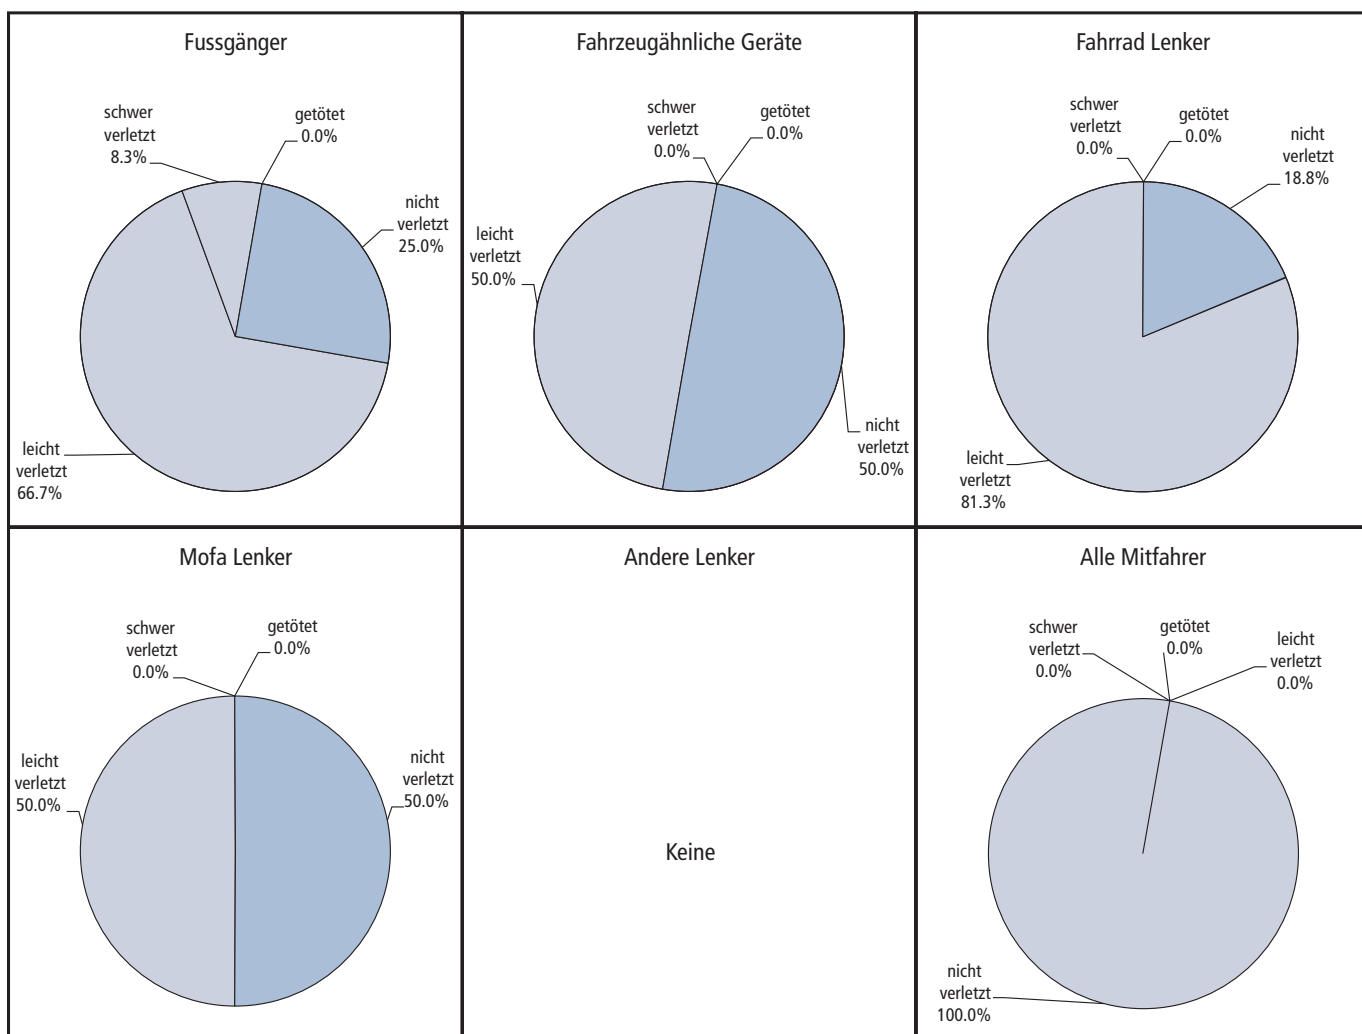 Fussgänger
schwer
verletzt
8.3%
getötet
0.0%
nicht
verletzt
25.0%
leicht
verletzt
66.7%
Fahrzeugähnliche Geräte
schwer
verletzt
0.0%
getötet
0.0%
leicht
verletzt
50.0%
nicht
verletzt
50.0%
Fahrrad Lenker
schwer
verletzt
0.0%
getötet
0.0%
nicht
verletzt
18.8%
leicht
verletzt
81.3%
Mofa Lenker
schwer
verletzt
0.0%
getötet
0.0%
leicht
verletzt
50.0%
nicht
verletzt
50.0%
Andere Lenker
Keine
Alle Mitfahrer
schwer
verletzt
0.0%
getötet
0.0%
leicht
verletzt
0.0%
nicht
verletzt
100.0%